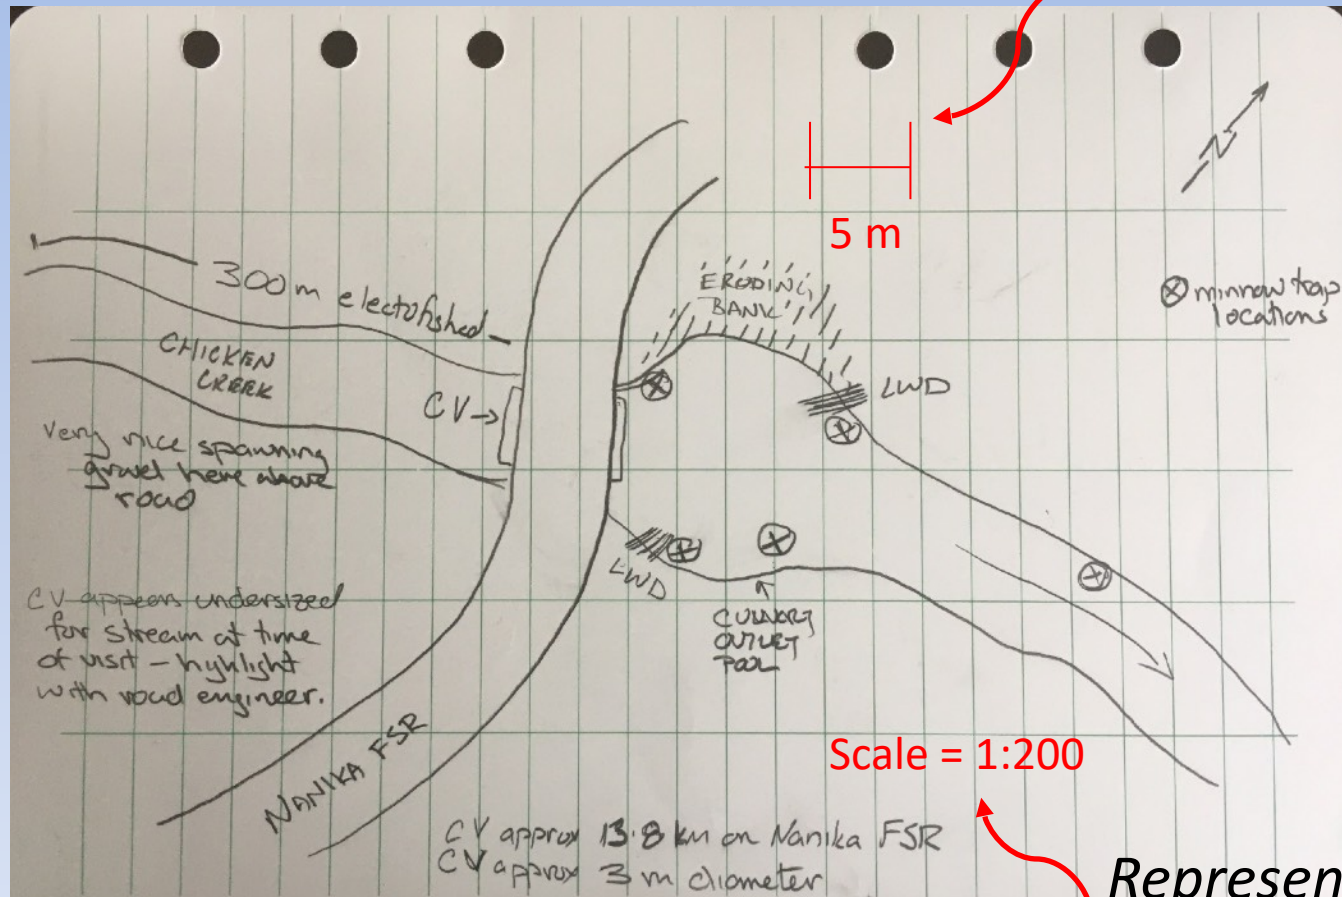 N
5 m
ERODING
BANK
⊗ minnow trap
locations
300m electofished
CHICKEN
CREEK
CV→
LWD
Very nice spawning
gravel here above
road
LWD
CV appears undersized
for stream at time
of visit - highlight
with road engineer.
CULVERT
OUTLET
POOL
NANIKA FSR
Scale = 1:200
CV approx 13.8 km on Nanika FSR
CV approx 3 m diameter
Represen